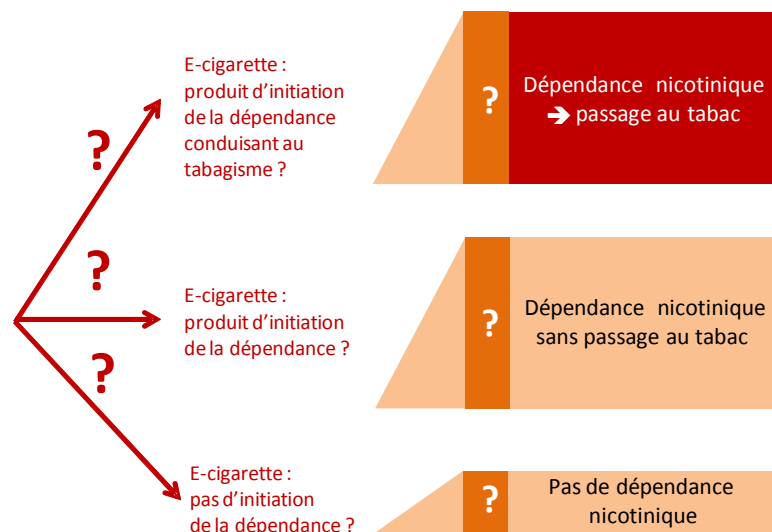 E-cigarette :
produit d'initiation
de la dépendance
conduisant au
tabagisme ?
?
?
Dépendance nicotinique
➔ passage au tabac
E-cigarette :
produit d'initiation
de la dépendance ?
?
?
Dépendance nicotinique
sans passage au tabac
E-cigarette :
pas d'initiation
de la dépendance ?
?
?
Pas de dépendance
nicotinique